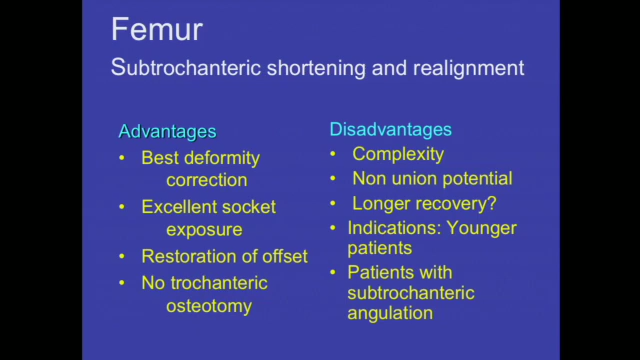 Femur
Subtrochanteric shortening and realignment
Advantages
• Best deformity
correction
• Excellent socket
exposure
• Restoration of offset
• No trochanteric
osteotomy
Disadvantages
• Complexity
• Non union potential
• Longer recovery?
• Indications: Younger
patients
• Patients with
subtrochanteric
angulation